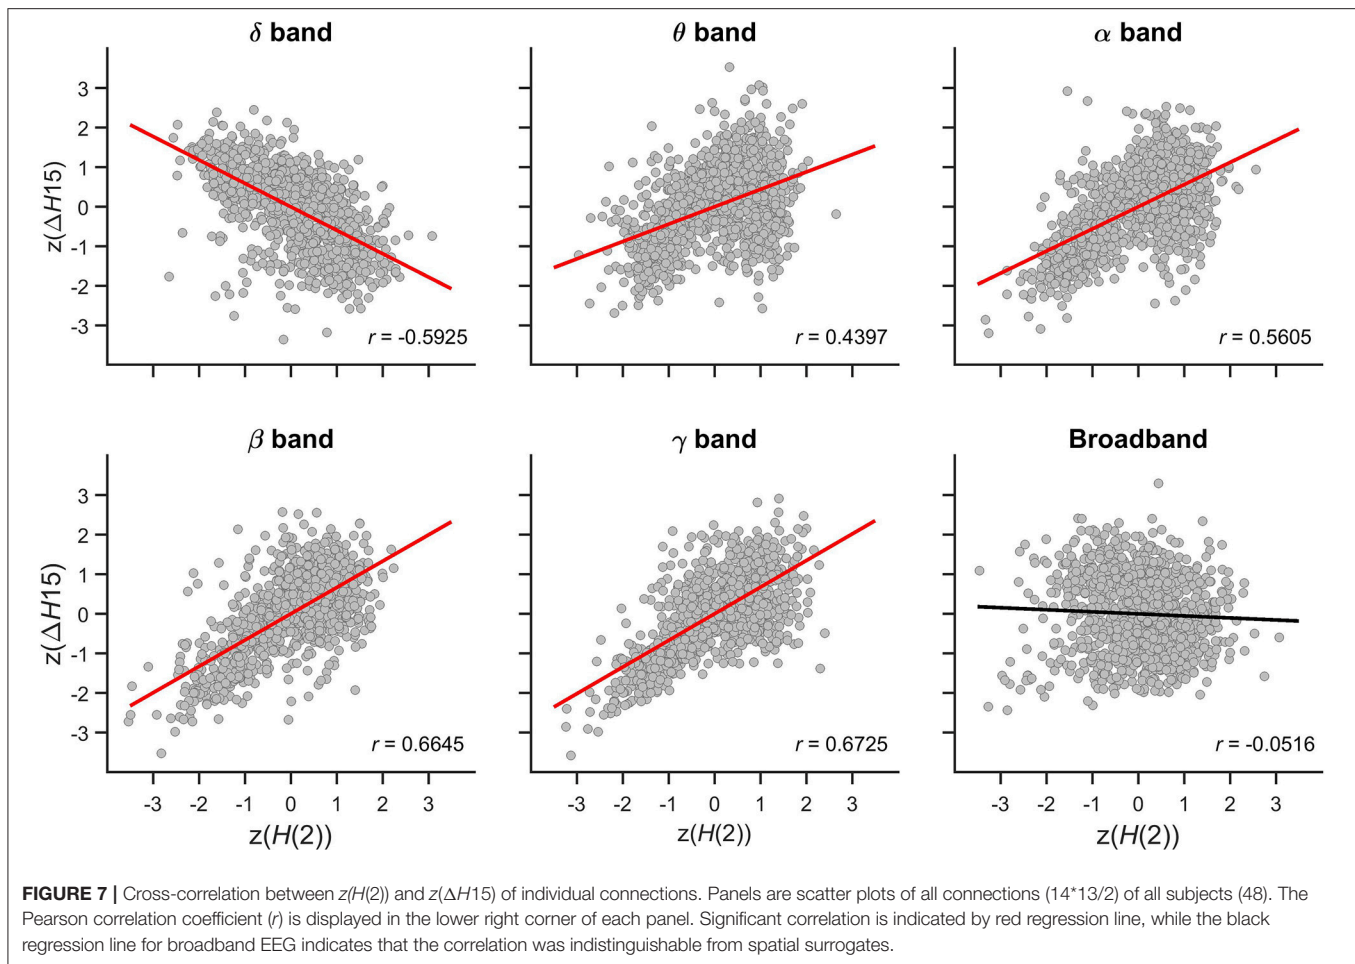 δ band
θ band
α band
z(ΔH15)
3
2
1
0
-1
-2
-3
r = -0.5925
r = 0.4397
r = 0.5605
β band
γ band
Broadband
z(ΔH15)
3
2
1
0
-1
-2
-3
r = 0.6645
r = 0.6725
r = -0.0516
-3 -2 -1 0 1 2 3
-3 -2 -1 0 1 2 3
-3 -2 -1 0 1 2 3
z(H(2))
z(H(2))
z(H(2))
FIGURE 7 | Cross-correlation between z(H(2)) and z(ΔH15) of individual connections. Panels are scatter plots of all connections (14*13/2) of all subjects (48). The
Pearson correlation coefficient (r) is displayed in the lower right corner of each panel. Significant correlation is indicated by red regression line, while the black
regression line for broadband EEG indicates that the correlation was indistinguishable from spatial surrogates.